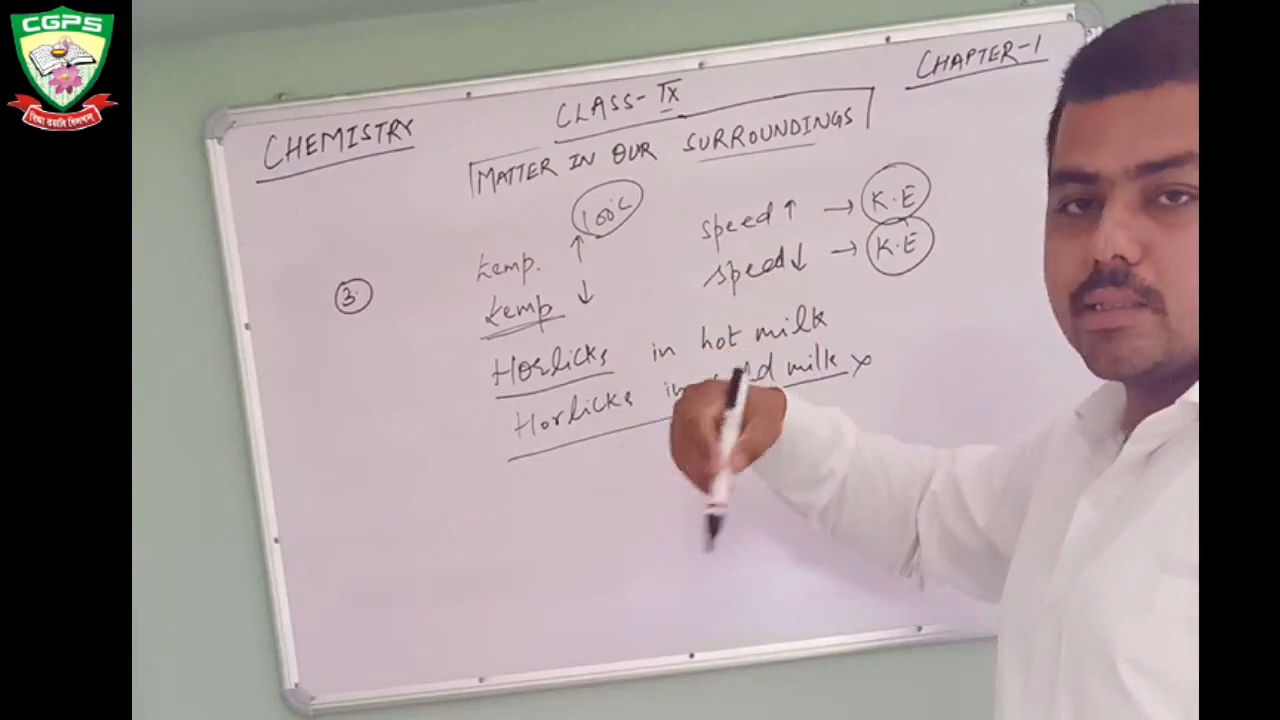 CGPS
CHEMISTRY
CLASS-IX
CHAPTER-1
MATTER IN OUR SURROUNDINGS
3.
temp. ↑ 100°C
speed ↑ → K.E
temp ↓
speed ↓ → K.E
Horlicks in hot milk
Horlicks in milk ×